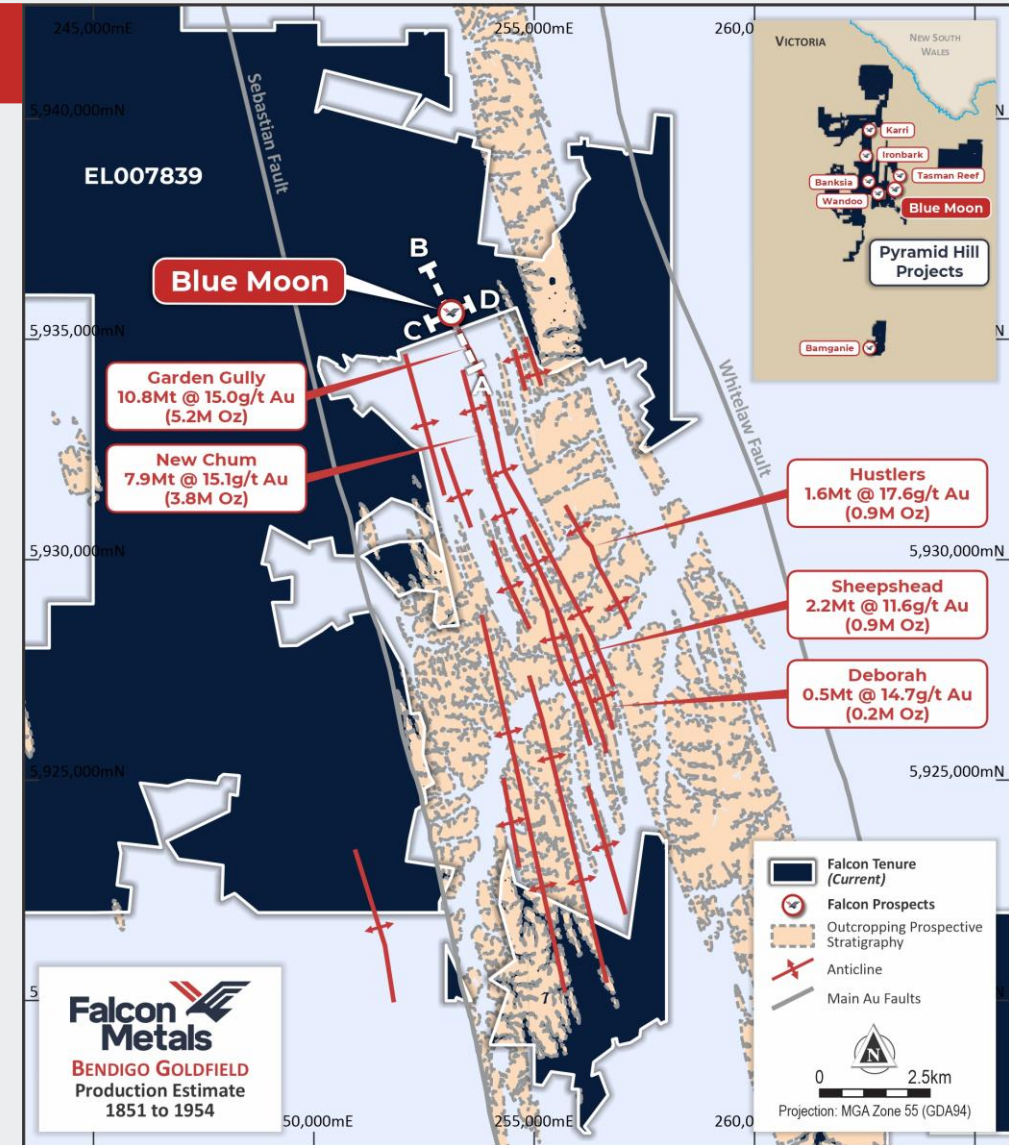 245,000mE
255,000mE
260,0
5,940,000mN
N
EL007839
Sebastian Fault
Whitelaw Fault
VICTORIA
NEW SOUTH
WALES
Karri
Ironbark
Banksia
Tasman Reef
Wandoo
Blue Moon
Pyramid Hill
Projects
Bamganie
Blue Moon
B
D
C
A
5,935,000mN
N
Garden Gully
10.8Mt @ 15.0g/t Au
(5.2M Oz)
New Chum
7.9Mt @ 15.1g/t Au
(3.8M Oz)
Hustlers
1.6Mt @ 17.6g/t Au
(0.9M Oz)
5,930,000mN
5,930,000mN
Sheepshead
2.2Mt @ 11.6g/t Au
(0.9M Oz)
Deborah
0.5Mt @ 14.7g/t Au
(0.2M Oz)
5,925,000mN
5,925,000mN
Falcon Tenure
(Current)
Falcon Prospects
Outcropping Prospective
Stratigraphy
Anticline
Main Au Faults
N
0 2.5km
Projection: MGA Zone 55 (GDA94)
5
N
Falcon
Metals
BENDIGO GOLDFIELD
Production Estimate
1851 to 1954
50,000mE
255,000mE
260,0